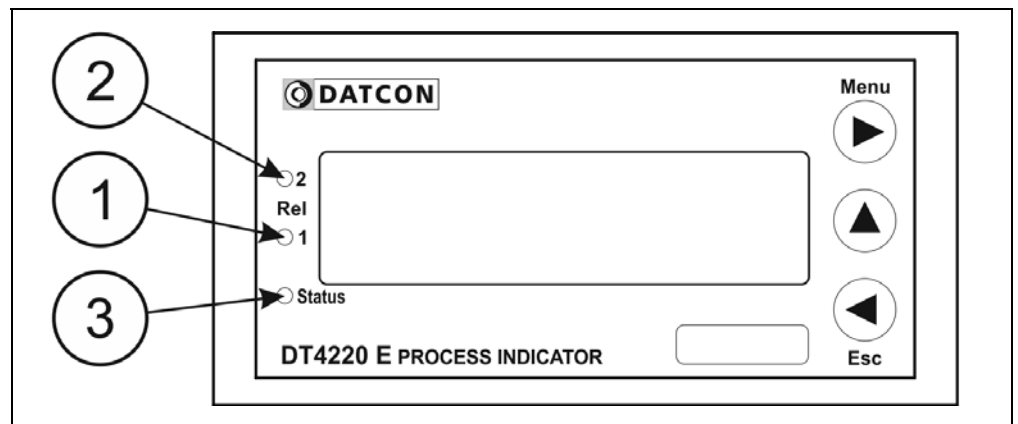 2
1
3
DATCON
2
Rel
1
Status
DT4220 E PROCESS INDICATOR
Menu
Esc